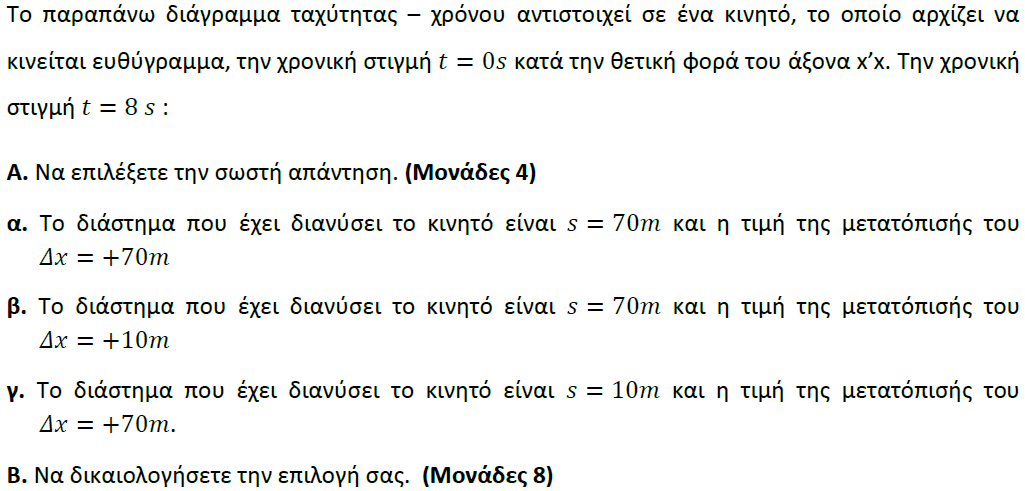 Το παραπάνω διάγραμμα ταχύτητας – χρόνου αντιστοιχεί σε ένα κινητό, το οποίο αρχίζει να
κινείται ευθύγραμμα, την χρονική στιγμή t = 0s κατά την θετική φορά του άξονα x’x. Την χρονική
στιγμή t = 8 s :
Α. Να επιλέξετε την σωστή απάντηση. (Μονάδες 4)
α. Το διάστημα που έχει διανύσει το κινητό είναι s = 70m και η τιμή της μετατόπισής του
Δx = +70m
β. Το διάστημα που έχει διανύσει το κινητό είναι s = 70m και η τιμή της μετατόπισής του
Δx = +10m
γ. Το διάστημα που έχει διανύσει το κινητό είναι s = 10m και η τιμή της μετατόπισής του
Δx = +70m.
Β. Να δικαιολογήσετε την επιλογή σας. (Μονάδες 8)